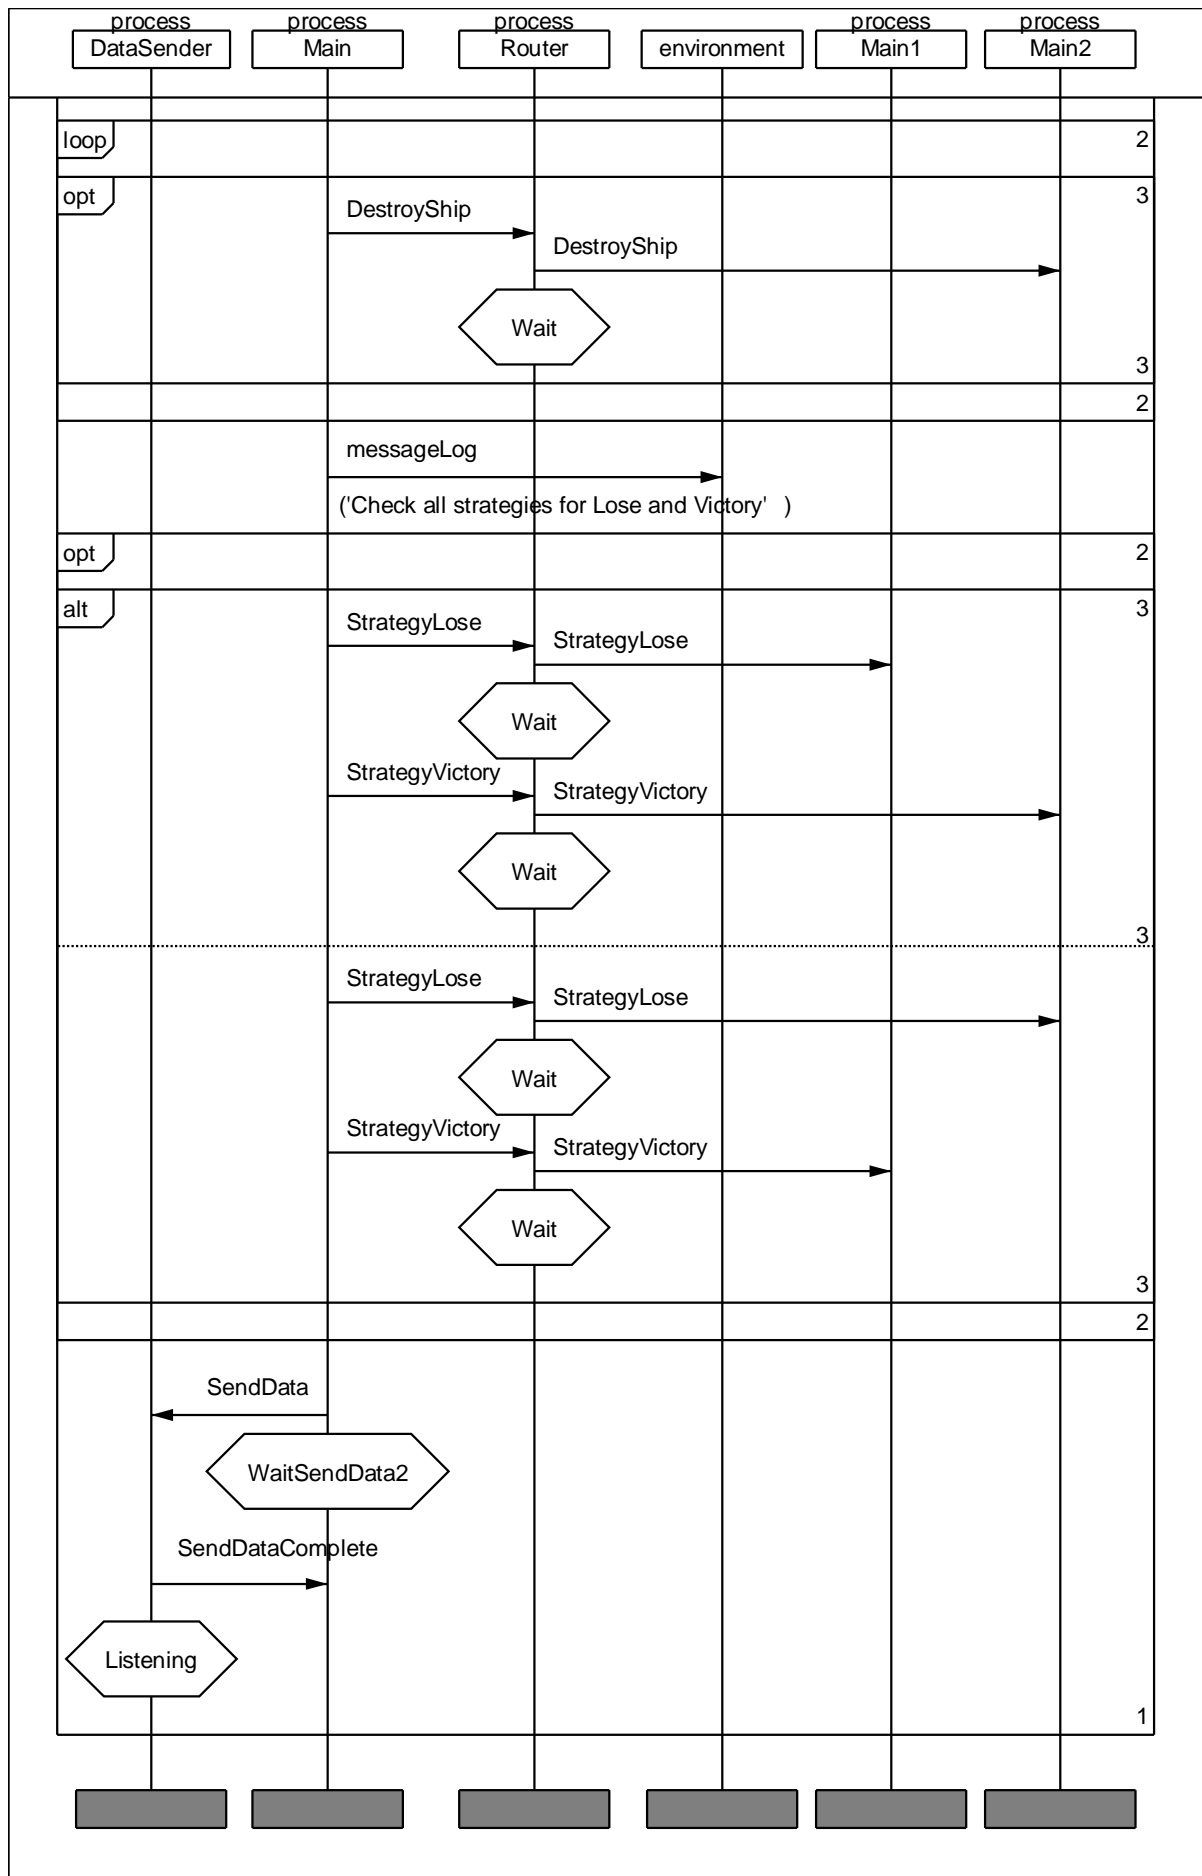 process process process process process
DataSender Main Router environment Main1 Main2
loop 2
opt 3
DestroyShip
DestroyShip
Wait
3
2
messageLog
('Check all strategies for Lose and Victory' )
opt 2
alt 3
StrategyLose
StrategyLose
Wait
StrategyVictory
StrategyVictory
Wait
3
StrategyLose
StrategyLose
Wait
StrategyVictory
StrategyVictory
Wait
3
2
SendData
WaitSendData2
SendDataComplete
Listening
1